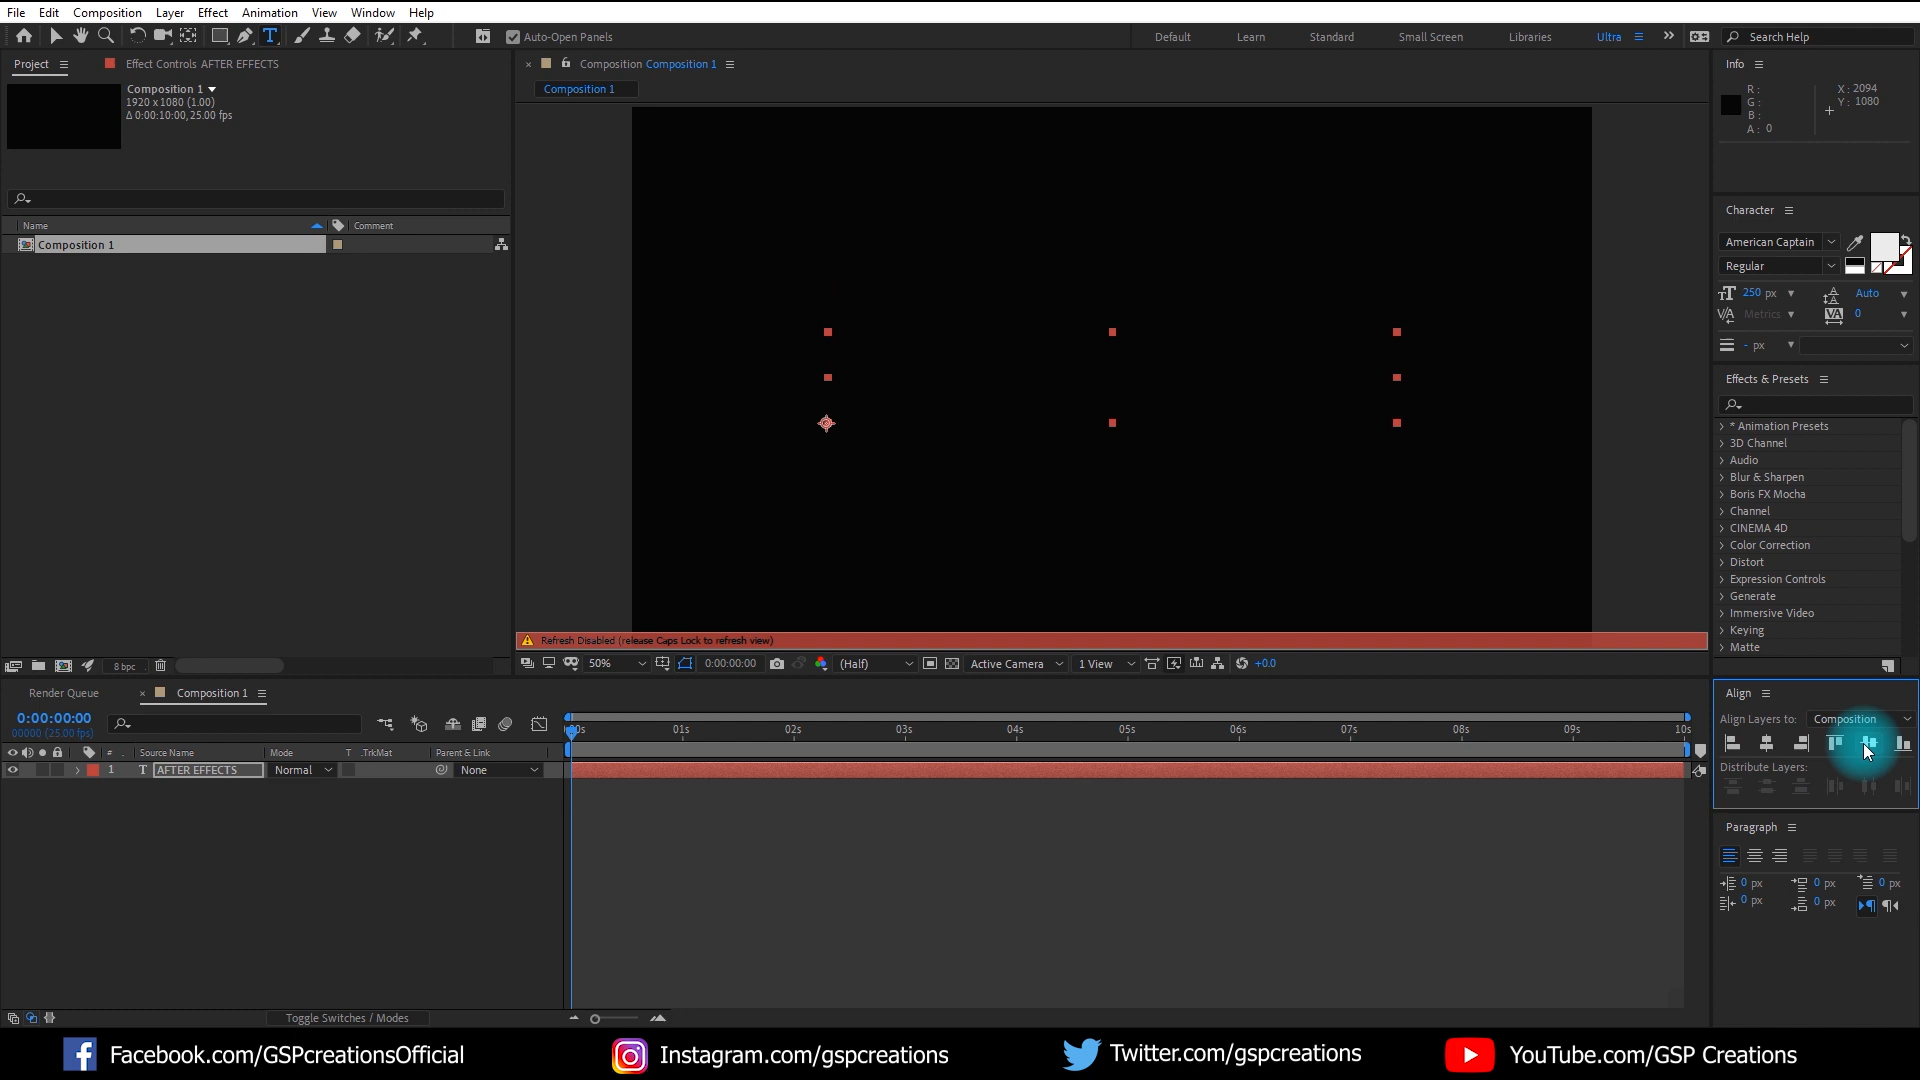 File Edit Composition Layer Effect Animation View Window Help
Auto-Open Panels
Default Learn Standard Small Screen Libraries Ultra » Search Help
Project Effect Controls AFTER EFFECTS
Composition 1
1920 x 1080 (1.00)
Δ 0:00:10:00, 25.00 fps
Name Comment
Composition 1
8 bpc
× Composition Composition 1
Composition 1
Refresh Disabled (release Caps Lock to refresh view)
50% 0:00:00:00 (Half) Active Camera 1 View +0.0
Info
R :
G :
B :
A : 0
X : 2094
Y : 1080
Character
American Captain
Regular
250 px Auto
Metrics 0
- px
Effects & Presets
* Animation Presets
3D Channel
Audio
Blur & Sharpen
Boris FX Mocha
Channel
CINEMA 4D
Color Correction
Distort
Expression Controls
Generate
Immersive Video
Keying
Matte
Render Queue × Composition 1
0:00:00:00
00000 (25.00 fps)
# Source Name Mode T .TrkMat Parent & Link
1 T AFTER EFFECTS Normal None
01s 02s 03s 04s 05s 06s 07s 08s 09s 10s
Toggle Switches / Modes
Align
Align Layers to: Composition
Distribute Layers:
Paragraph
0 px 0 px 0 px
0 px 0 px
Facebook.com/GSPcreationsOfficial Instagram.com/gspcreations Twitter.com/gspcreations YouTube.com/GSP Creations